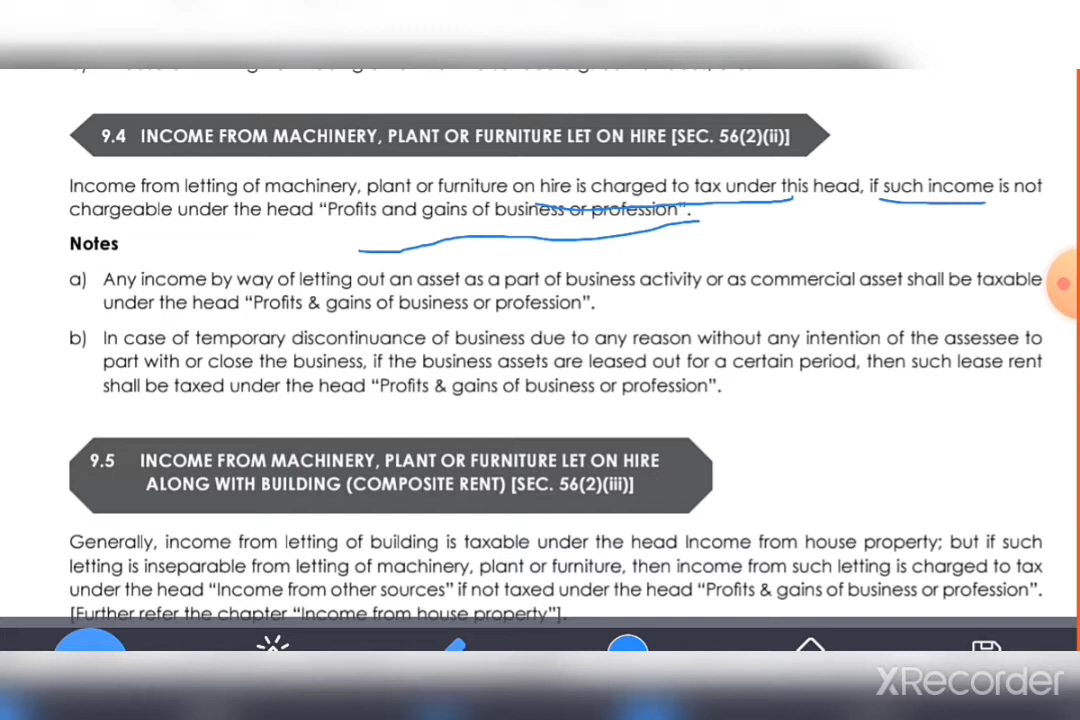 9.4 INCOME FROM MACHINERY, PLANT OR FURNITURE LET ON HIRE [SEC. 56(2)(ii)]
Income from letting of machinery, plant or furniture on hire is charged to tax under this head, if such income is not
chargeable under the head “Profits and gains of business or profession”.
Notes
a) Any income by way of letting out an asset as a part of business activity or as commercial asset shall be taxable
under the head “Profits & gains of business or profession”.
b) In case of temporary discontinuance of business due to any reason without any intention of the assessee to
part with or close the business, if the business assets are leased out for a certain period, then such lease rent
shall be taxed under the head “Profits & gains of business or profession”.
9.5 INCOME FROM MACHINERY, PLANT OR FURNITURE LET ON HIRE
ALONG WITH BUILDING (COMPOSITE RENT) [SEC. 56(2)(iii)]
Generally, income from letting of building is taxable under the head Income from house property; but if such
letting is inseparable from letting of machinery, plant or furniture, then income from such letting is charged to tax
under the head “Income from other sources” if not taxed under the head “Profits & gains of business or profession”.
[Further refer the chapter “Income from house property”].
XRecorder